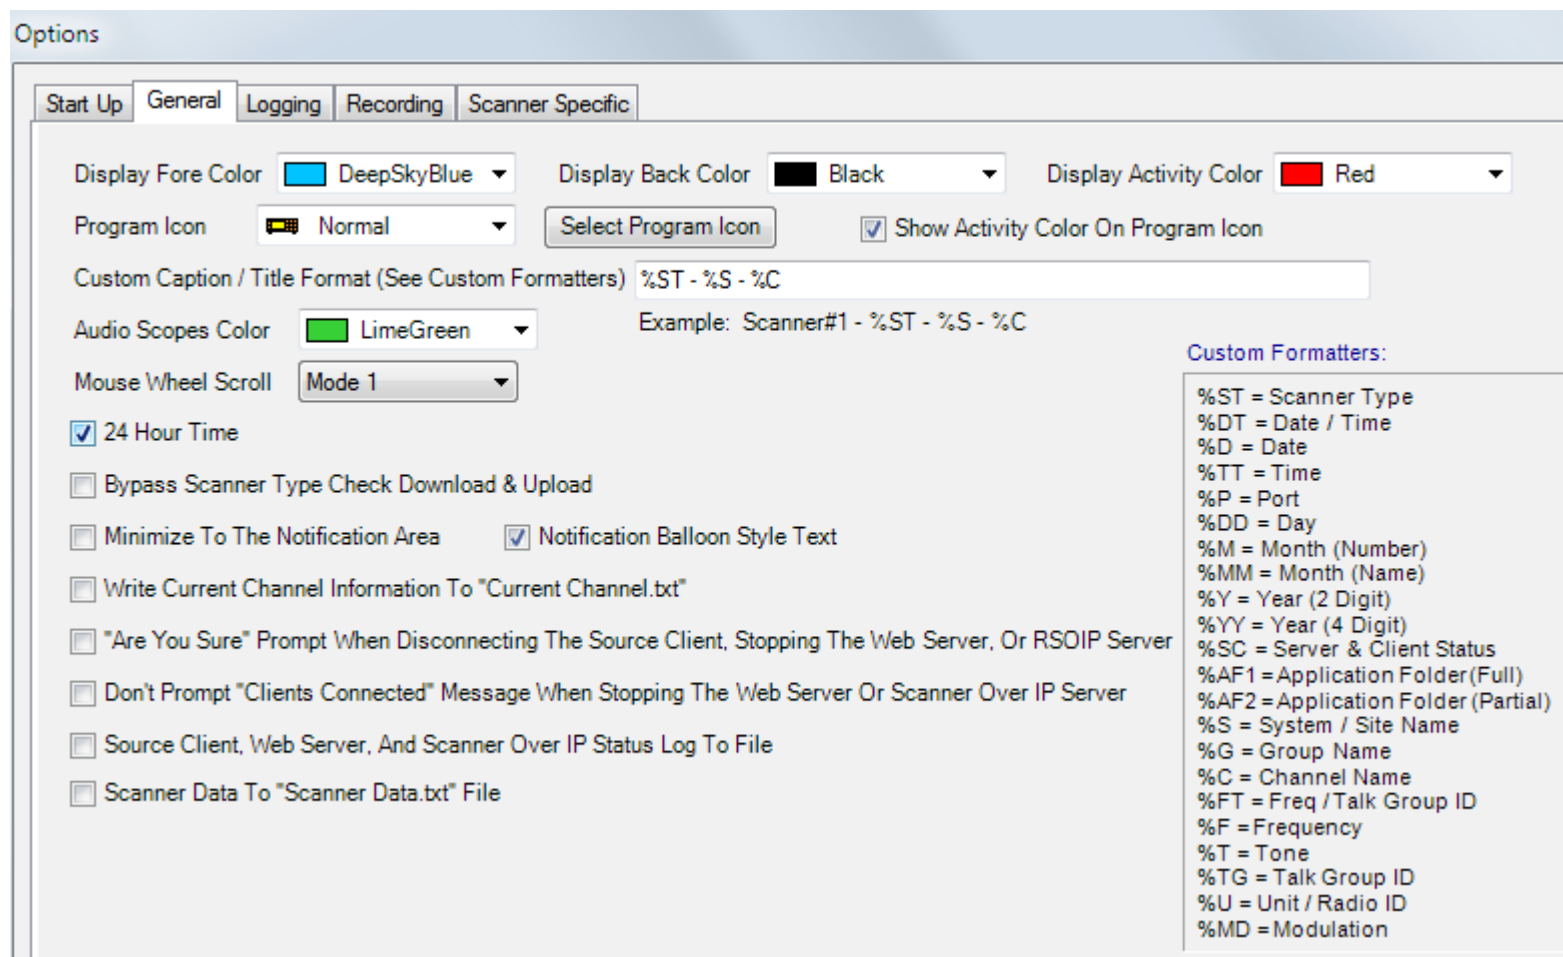 Options
Start Up General Logging Recording Scanner Specific
Display Fore Color DeepSkyBlue Display Back Color Black Display Activity Color Red
Program Icon Normal Select Program Icon Show Activity Color On Program Icon
Custom Caption / Title Format (See Custom Formatters) %ST - %S - %C
Audio Scopes Color LimeGreen Example: Scanner#1 - %ST - %S - %C
Mouse Wheel Scroll Mode 1
24 Hour Time
Bypass Scanner Type Check Download & Upload
Minimize To The Notification Area Notification Balloon Style Text
Write Current Channel Information To "Current Channel.txt"
"Are You Sure" Prompt When Disconnecting The Source Client, Stopping The Web Server, Or RSOIP Server
Don't Prompt "Clients Connected" Message When Stopping The Web Server Or Scanner Over IP Server
Source Client, Web Server, And Scanner Over IP Status Log To File
Scanner Data To "Scanner Data.txt" File
Custom Formatters:
%ST = Scanner Type
%DT = Date / Time
%D = Date
%TT = Time
%P = Port
%DD = Day
%M = Month (Number)
%MM = Month (Name)
%Y = Year (2 Digit)
%YY = Year (4 Digit)
%SC = Server & Client Status
%AF1 = Application Folder (Full)
%AF2 = Application Folder (Partial)
%S = System / Site Name
%G = Group Name
%C = Channel Name
%FT = Freq / Talk Group ID
%F = Frequency
%T = Tone
%TG = Talk Group ID
%U = Unit / Radio ID
%MD = Modulation